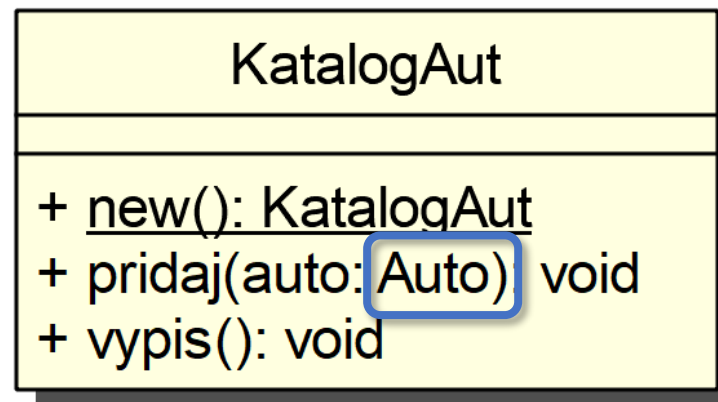 KatalogAut
+ new(): KatalogAut
+ pridaj(auto: Auto): void
+ vypis(): void